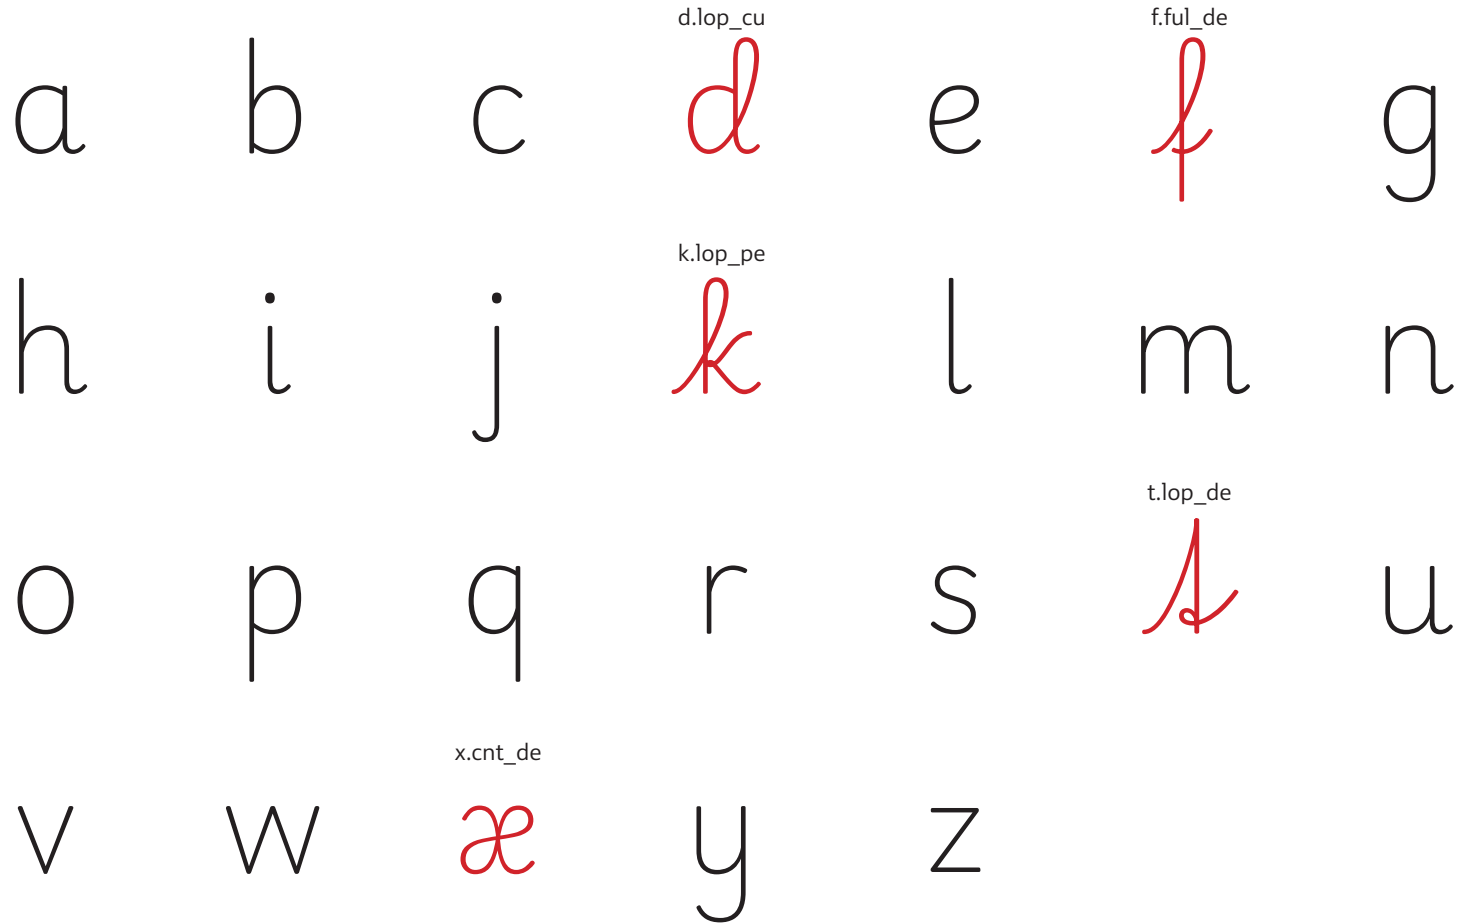 d.lop_cu f.ful_de
a b c d e f g
k.lop_pe
h i j k l m n
t.lop_de
o p q r s t u
x.cnt_de
v w x y z